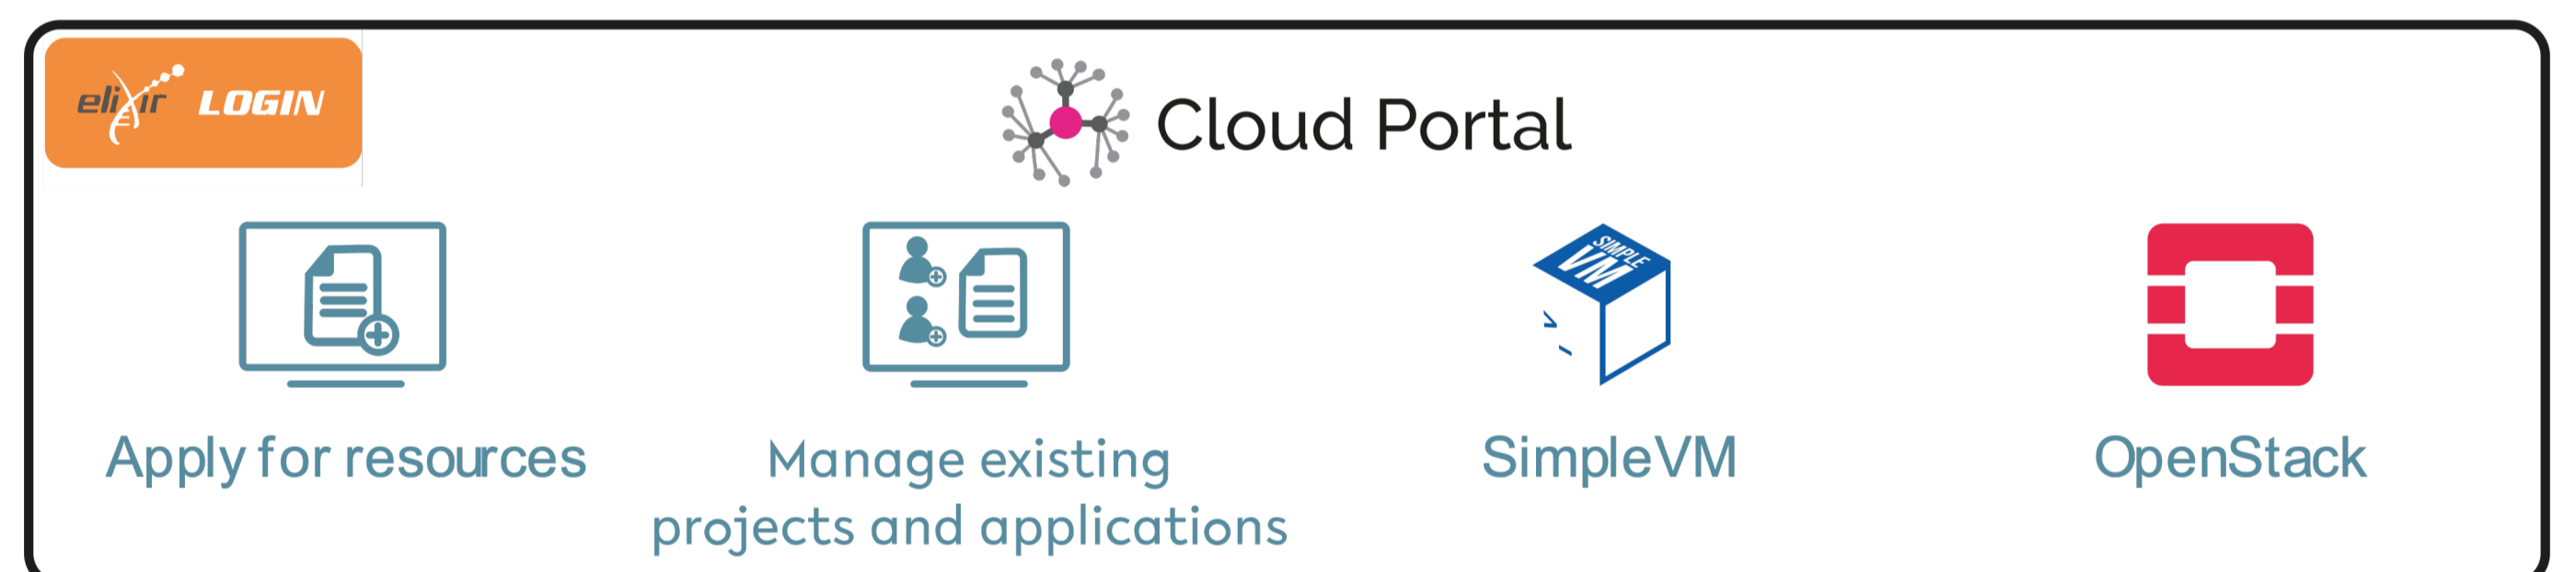 elixir LOGIN
Cloud Portal
SIMPLE
VM
Apply for resources
Manage existing
projects and applications
SimpleVM
OpenStack